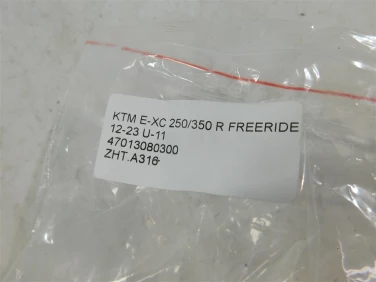 KTM E-XC 250/350 R FREERIDE
12-23 U-11
47013080300
ZHT.A316